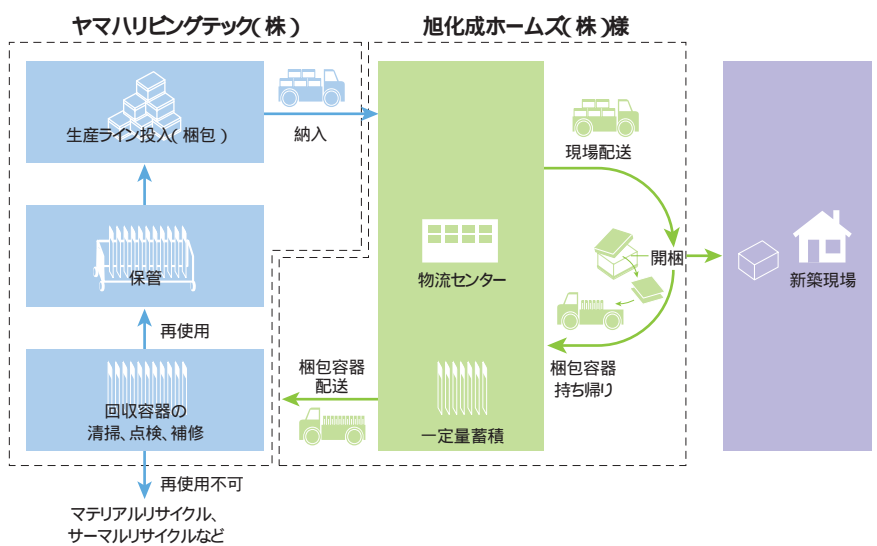 ヤマハリビングテック(株)
旭化成ホームズ(株)様
生産ライン投入(梱包)
納入
現場配送
保管
物流センター
開梱
新築現場
再使用
梱包容器
配送
梱包容器
持ち帰り
回収容器の
清掃、点検、補修
一定量蓄積
再使用不可
マテリアルリサイクル、
サーマルリサイクルなど